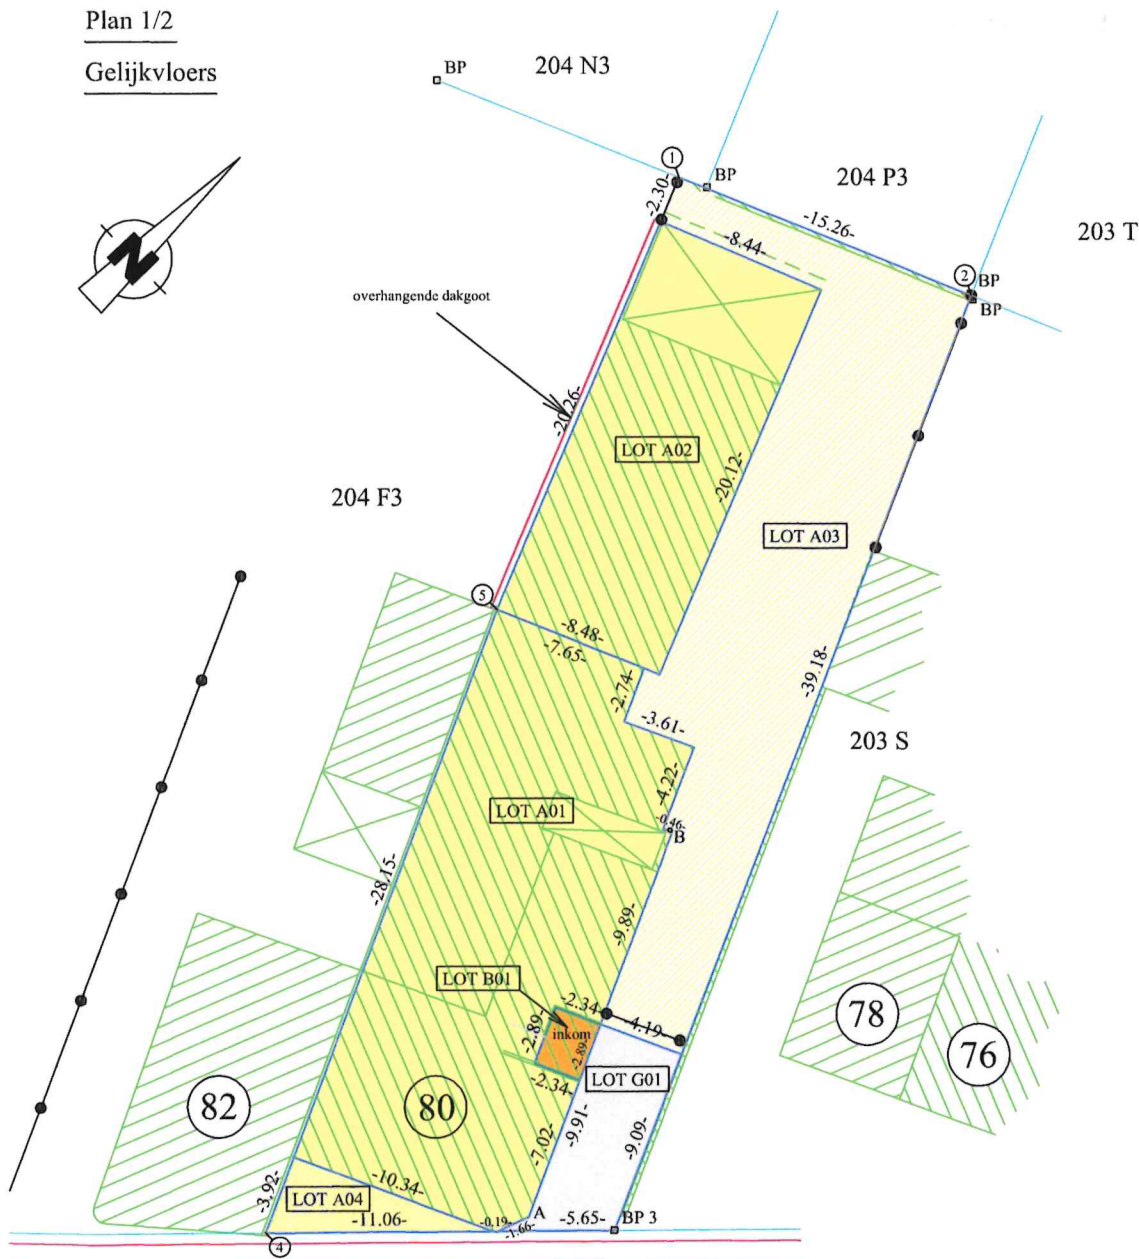 Plan 1/2
Gelijkvloers
BP
204 N3
1
BP
204 P3
-2.30-
-15.26-
203 T
-8.44-
2
BP
BP
N
overhangende dakgoot
-20.26-
LOT A02
-20.12-
204 F3
LOT A03
5
-8.48-
-7.65-
-2.74-
-39.18-
-3.61-
203 S
-4.22-
LOT A01
-0.46-
B
-28.15-
-9.89-
LOT B01
-2.34-
-4.19-
78
-2.89-
inkom
-2.89-
76
LOT G01
-2.34-
82
80
-9.91-
-7.02-
-9.09-
-10.34-
-3.92-
LOT A04
-11.06-
-0.19-
A
-1.66-
-5.65-
BP 3
4